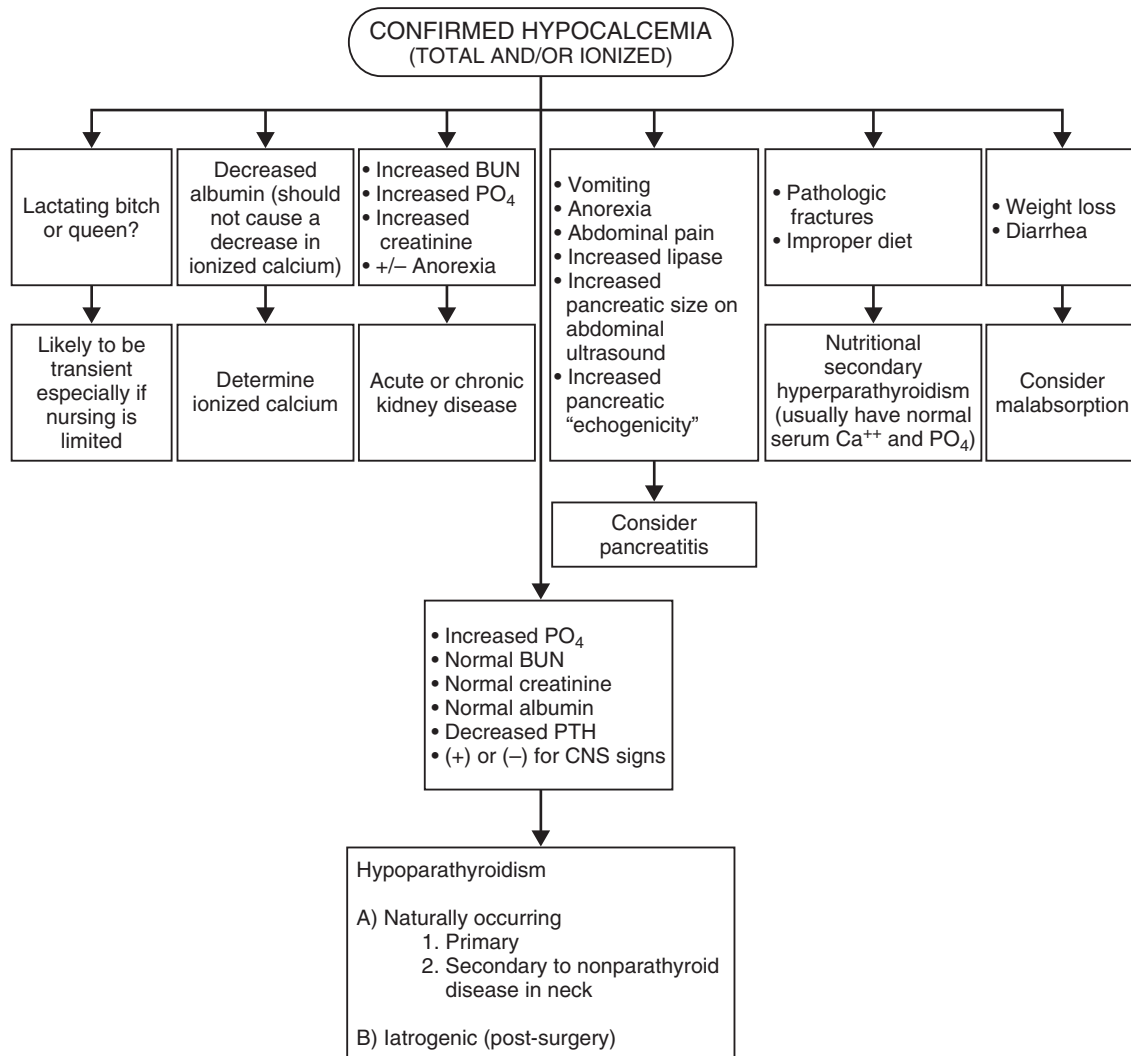 CONFIRMED HYPOCALCEMIA
(TOTAL AND/OR IONIZED)
Lactating bitch
or queen?
Likely to be
transient
especially if
nursing is
limited
Decreased
albumin (should
not cause a
decrease in
ionized calcium)
Determine
ionized calcium
• Increased BUN
• Increased PO4
• Increased
creatinine
• +/– Anorexia
Acute or chronic
kidney disease
• Vomiting
• Anorexia
• Abdominal pain
• Increased lipase
• Increased
pancreatic size on
abdominal
ultrasound
• Increased
pancreatic
“echogenicity”
Consider
pancreatitis
• Pathologic
fractures
• Improper diet
Nutritional
secondary
hyperparathyroidism
(usually have normal
serum Ca++ and PO4)
• Weight loss
• Diarrhea
Consider
malabsorption
• Increased PO4
• Normal BUN
• Normal creatinine
• Normal albumin
• Decreased PTH
• (+) or (–) for CNS signs
Hypoparathyroidism
A) Naturally occurring
1. Primary
2. Secondary to nonparathyroid
disease in neck
B) Iatrogenic (post-surgery)